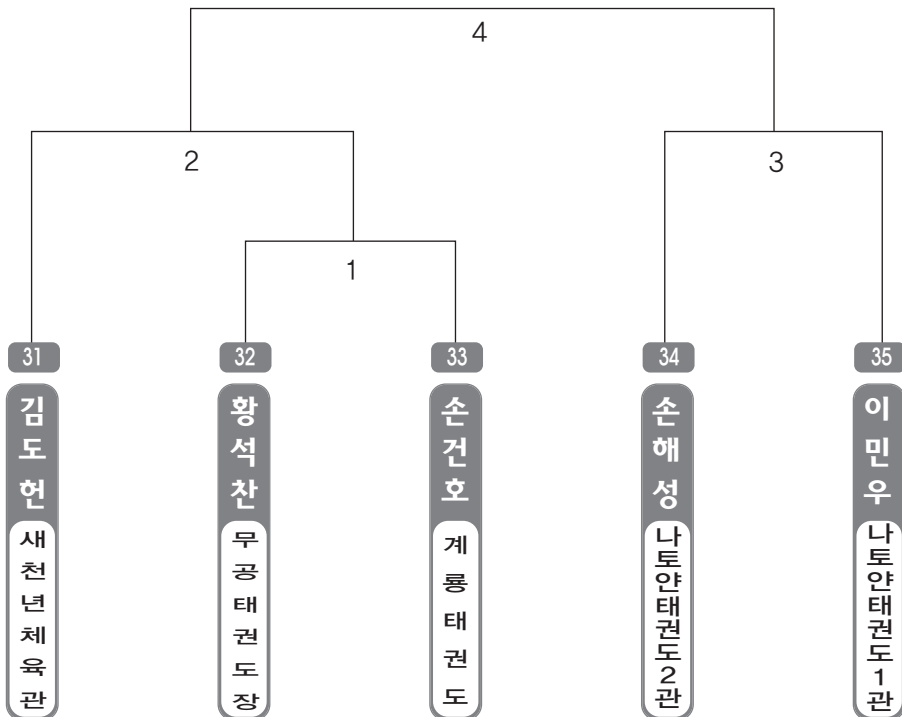 4
2
3
1
31
32
33
34
35
김도헌
황석찬
손건호
손해성
이민우
새천년체육관
무공태권도장
계룡태권도
나토얀태권도2관
나토얀태권도1관